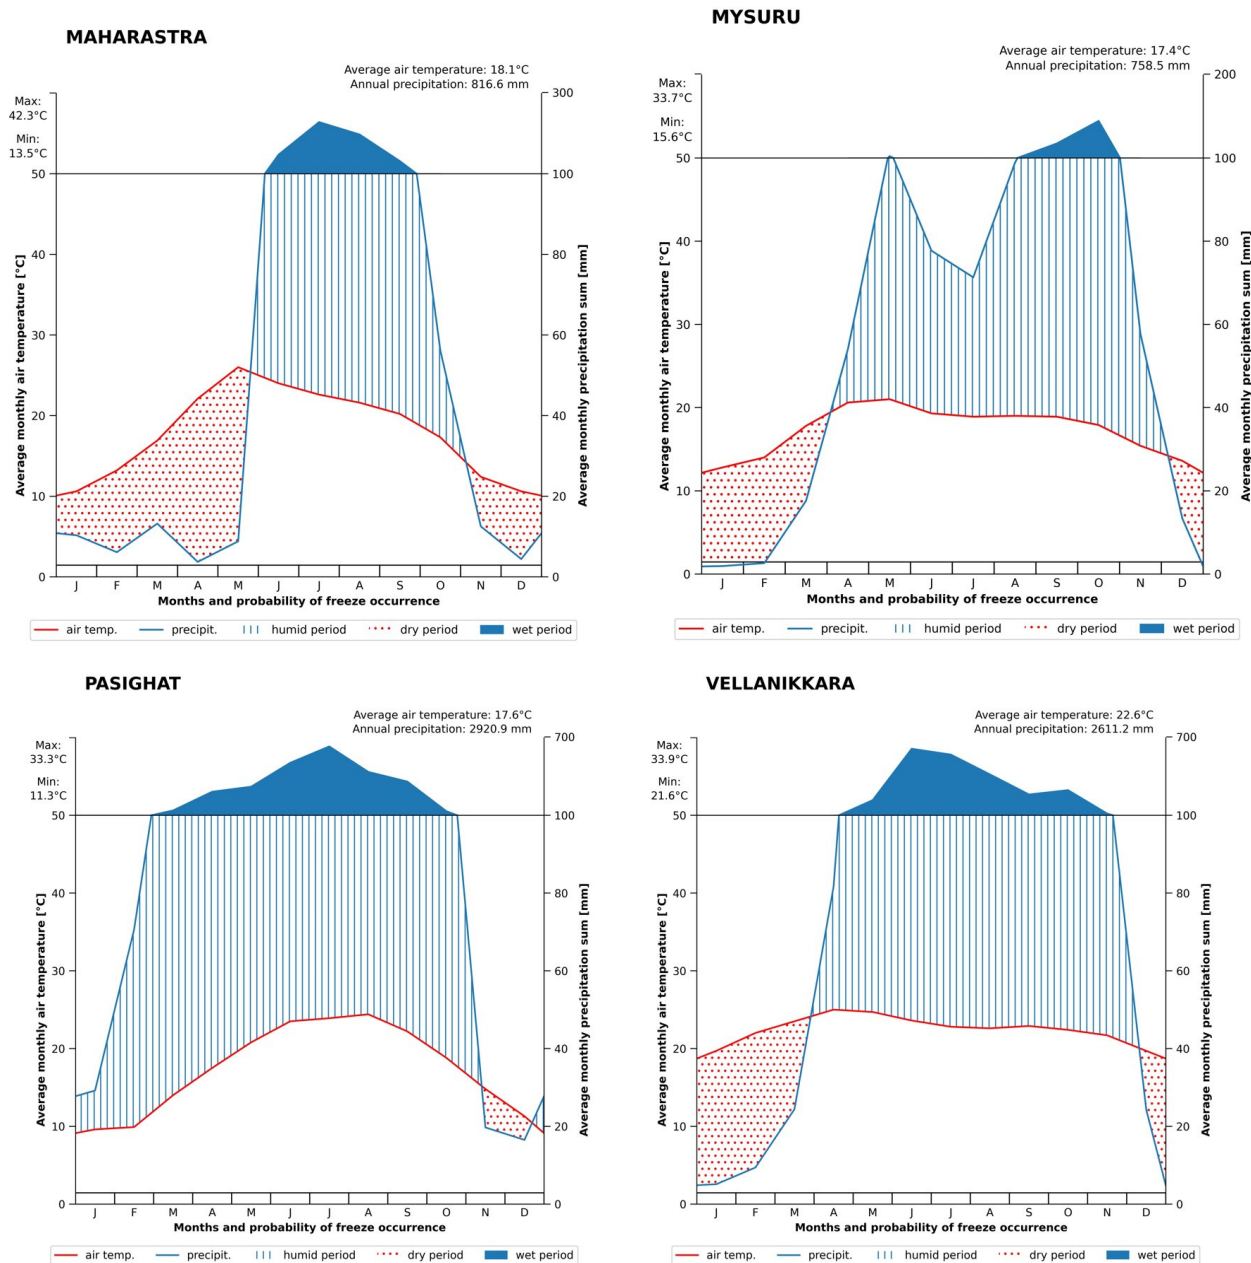 MAHARASTRA
Average air temperature: 18.1°C
Annual precipitation: 816.6 mm
Max:
42.3°C
Min:
13.5°C
300
100
80
60
40
20
0
50
40
30
20
10
0
Average monthly air temperature [°C]
Average monthly precipitation sum [mm]
J F M A M J J A S O N D
Months and probability of freeze occurrence
air temp. precipit. humid period dry period wet period
MYSURU
Average air temperature: 17.4°C
Annual precipitation: 758.5 mm
Max:
33.7°C
Min:
15.6°C
200
100
80
60
40
20
0
50
40
30
20
10
0
Average monthly air temperature [°C]
Average monthly precipitation sum [mm]
J F M A M J J A S O N D
Months and probability of freeze occurrence
air temp. precipit. humid period dry period wet period
PASIGHAT
Average air temperature: 17.6°C
Annual precipitation: 2920.9 mm
Max:
33.3°C
Min:
11.3°C
700
100
80
60
40
20
0
50
40
30
20
10
0
Average monthly air temperature [°C]
Average monthly precipitation sum [mm]
J F M A M J J A S O N D
Months and probability of freeze occurrence
air temp. precipit. humid period dry period wet period
VELLANIKKARA
Average air temperature: 22.6°C
Annual precipitation: 2611.2 mm
Max:
33.9°C
Min:
21.6°C
700
100
80
60
40
20
0
50
40
30
20
10
0
Average monthly air temperature [°C]
Average monthly precipitation sum [mm]
J F M A M J J A S O N D
Months and probability of freeze occurrence
air temp. precipit. humid period dry period wet period